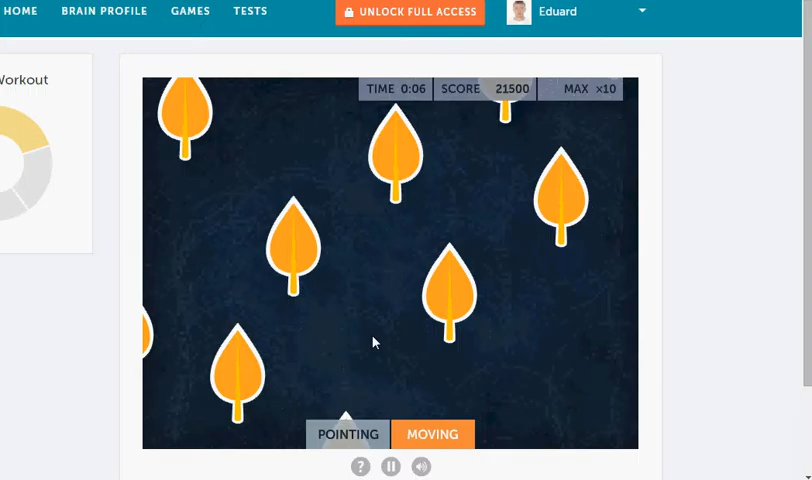 HOME BRAIN PROFILE GAMES TESTS UNLOCK FULL ACCESS Eduard
Workout
TIME 0:06 SCORE 21500 MAX ×10
POINTING MOVING
?